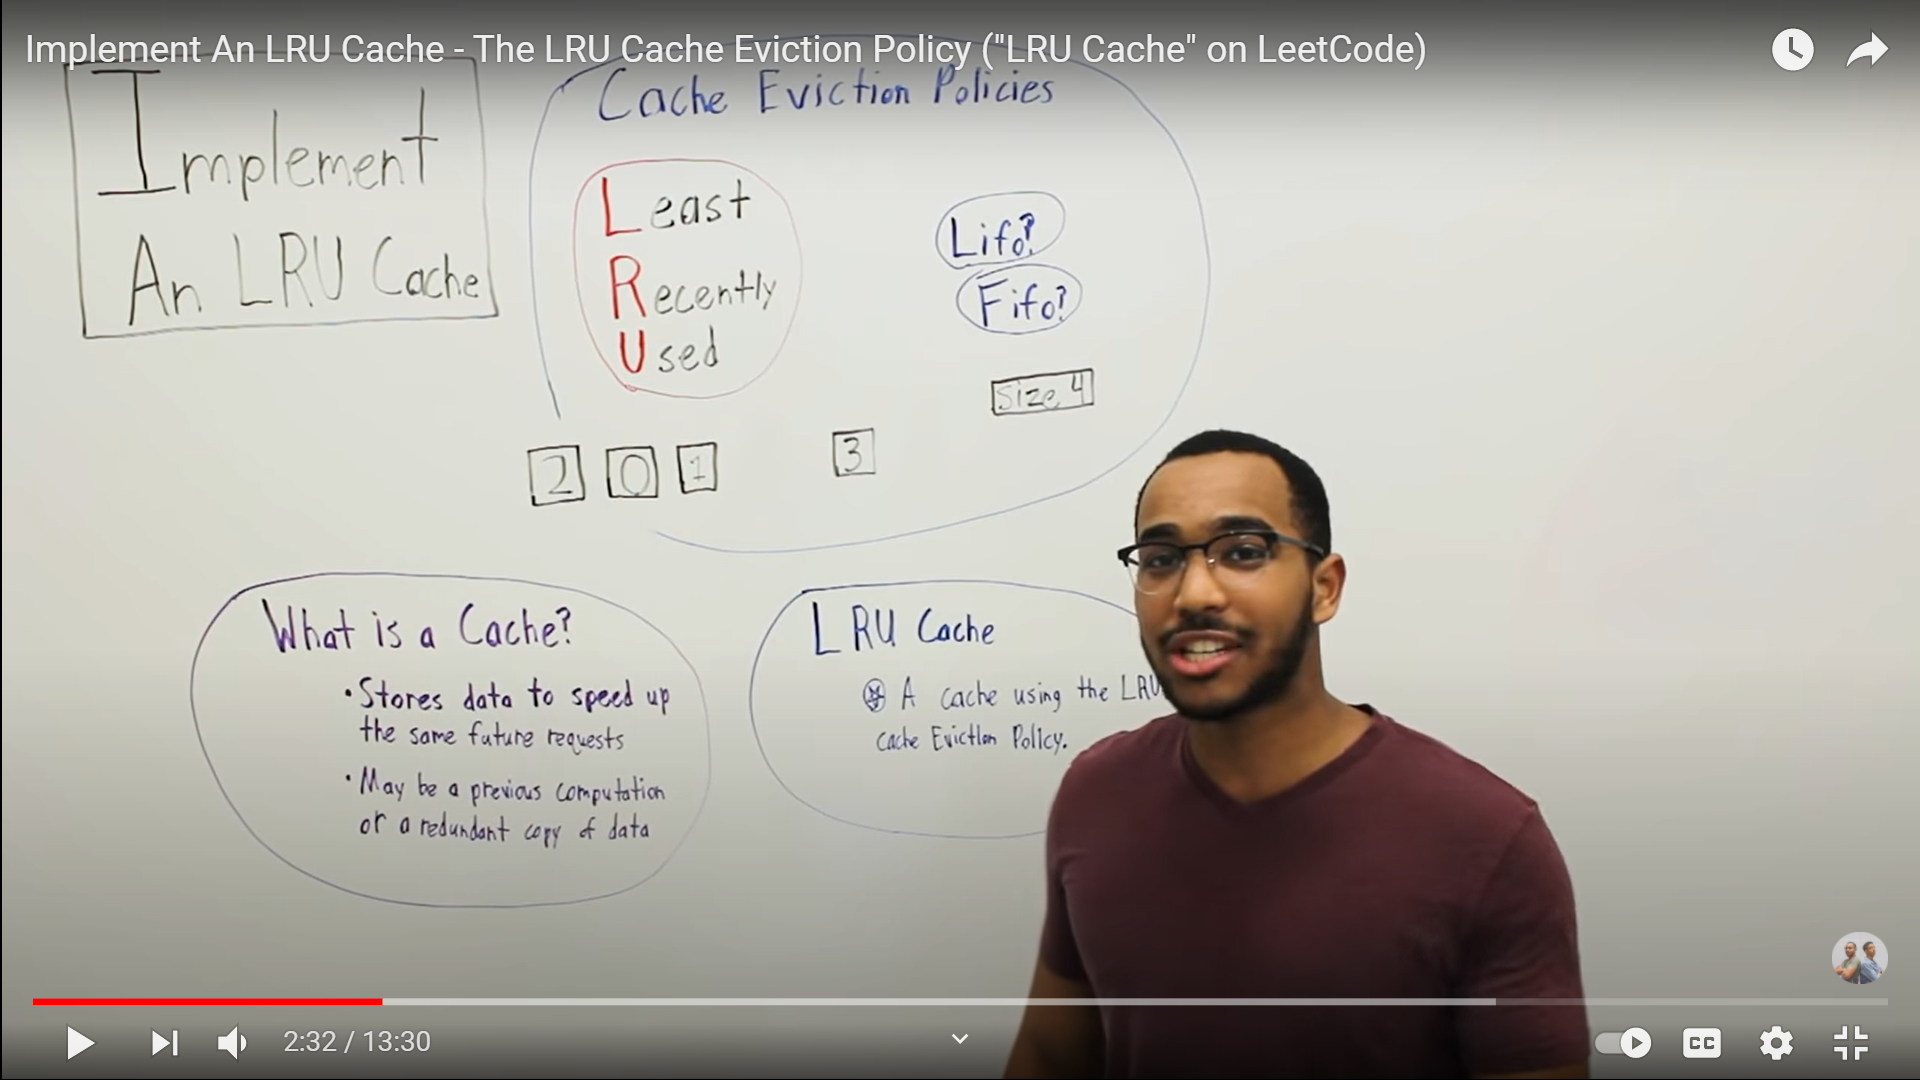 Implement An LRU Cache - The LRU Cache Eviction Policy ("LRU Cache" on LeetCode)
Implement
An LRU Cache
Cache Eviction Policies
Least
Recently
Used
Lifo?
Fifo?
Size 4
2 0 1 3
What is a Cache?
• Stores data to speed up
the same future requests
• May be a previous computation
or a redundant copy of data
LRU Cache
A cache using the LRU
cache Eviction Policy.
2:32 / 13:30
CC